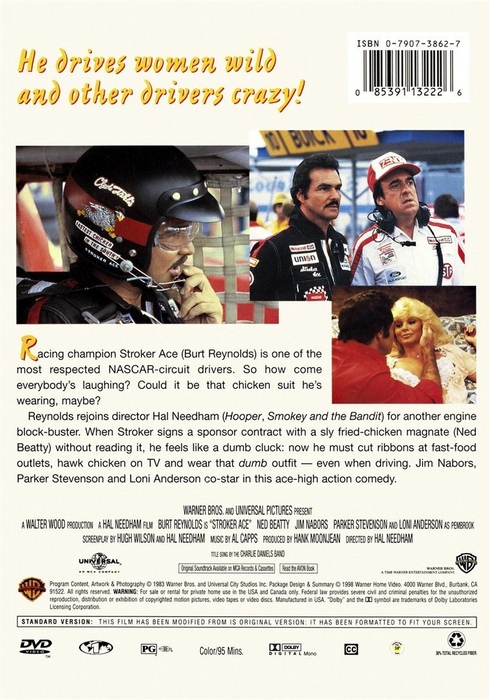 He drives women wild
and other drivers crazy!
ISBN 0-7907-3862-7
0 85391 13222 6
Racing champion Stroker Ace (Burt Reynolds) is one of the
most respected NASCAR-circuit drivers. So how come
everybody's laughing? Could it be that chicken suit he's
wearing, maybe?
Reynolds rejoins director Hal Needham (Hooper, Smokey and the Bandit) for another engine
block-buster. When Stroker signs a sponsor contract with a sly fried-chicken magnate (Ned
Beatty) without reading it, he feels like a dumb cluck: now he must cut ribbons at fast-food
outlets, hawk chicken on TV and wear that dumb outfit — even when driving. Jim Nabors,
Parker Stevenson and Loni Anderson co-star in this ace-high action comedy.
WARNER BROS. AND UNIVERSAL PICTURES PRESENT
A WALTER WOOD PRODUCTION A HAL NEEDHAM FILM BURT REYNOLDS IS "STROKER ACE" NED BEATTY JIM NABORS PARKER STEVENSON AND LONI ANDERSON AS PEMBROOK
SCREENPLAY BY HUGH WILSON AND HAL NEEDHAM MUSIC BY AL CAPPS PRODUCED BY HANK MOONJEAN DIRECTED BY HAL NEEDHAM
TITLE SONG BY THE CHARLIE DANIELS BAND
UNIVERSAL
AN MCA COMPANY
Original Soundtrack Available on MCA Records & Cassettes
Read the AVON Book
WARNER BROS.
A TIME WARNER ENTERTAINMENT COMPANY
Program Content, Artwork & Photography © 1983 Warner Bros. and Universal City Studios Inc. Package Design & Summary © 1998 Warner Home Video. 4000 Warner Blvd., Burbank, CA
91522. All rights reserved. WARNING: For sale or rental for private home use in the USA and Canada only. Federal law provides severe civil and criminal penalties for the unauthorized
reproduction, distribution or exhibition of copyrighted motion pictures, video tapes or video discs. Manufactured in USA. "Dolby" and the DD symbol are trademarks of Dolby Laboratories
Licensing Corporation.
STANDARD VERSION: THIS FILM HAS BEEN MODIFIED FROM ITS ORIGINAL VERSION: IT HAS BEEN FORMATTED TO FIT YOUR SCREEN.
DVD
VIDEO
PG
Color/95 Mins.
DOLBY
DIGITAL Mono
CC
RECYCLABLE
BUICK
UNION
STROKER ACE
STP